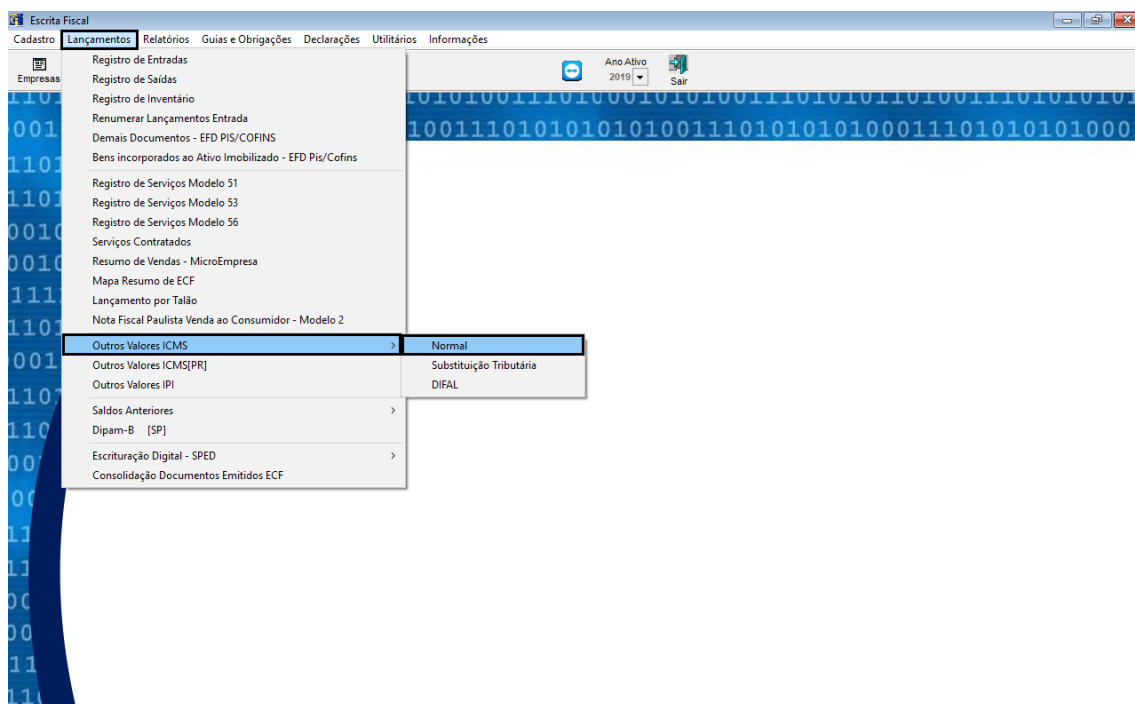 Escrita Fiscal
Cadastro Lançamentos Relatórios Guias e Obrigações Declarações Utilitários Informações
Empresas
Ano Ativo
2019
Sair
Registro de Entradas
Registro de Saídas
Registro de Inventário
Renumerar Lançamentos Entrada
Demais Documentos - EFD PIS/COFINS
Bens incorporados ao Ativo Imobilizado - EFD Pis/Cofins
Registro de Serviços Modelo 51
Registro de Serviços Modelo 53
Registro de Serviços Modelo 56
Serviços Contratados
Resumo de Vendas - MicroEmpresa
Mapa Resumo de ECF
Lançamento por Talão
Nota Fiscal Paulista Venda ao Consumidor - Modelo 2
Outros Valores ICMS >
Outros Valores ICMS[PR]
Outros Valores IPI
Saldos Anteriores >
Dipam-B [SP]
Escrituração Digital - SPED >
Consolidação Documentos Emitidos ECF
Normal
Substituição Tributária
DIFAL